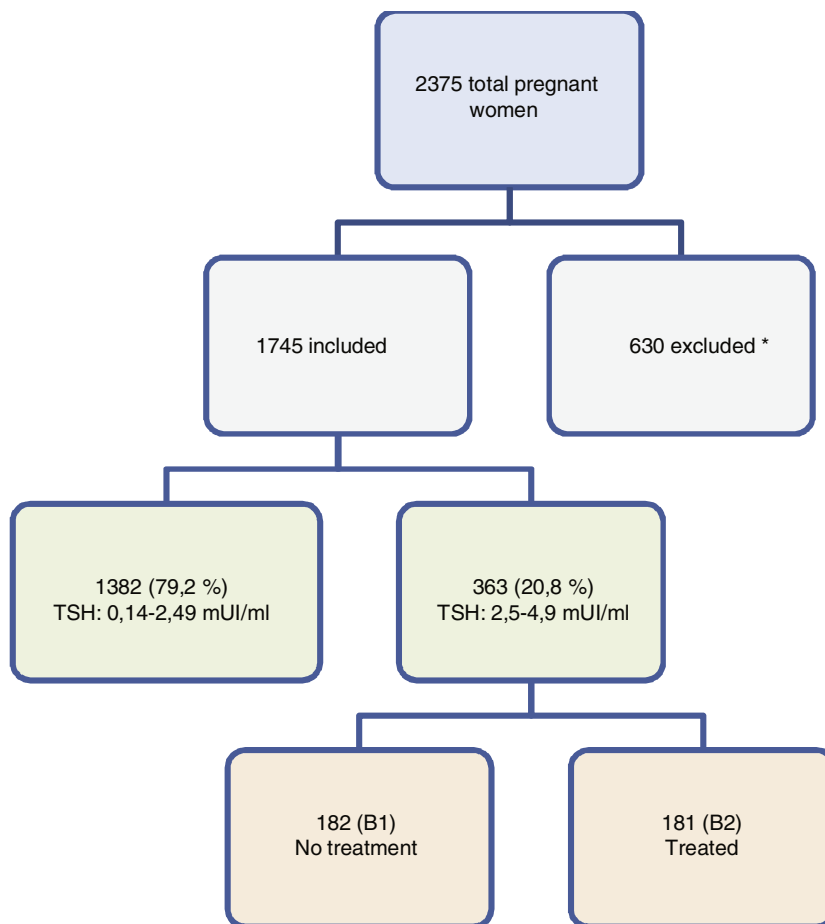 2375 total pregnant
women
1745 included
630 excluded *
1382 (79,2 %)
TSH: 0,14-2,49 mUI/ml
363 (20,8 %)
TSH: 2,5-4,9 mUI/ml
182 (B1)
No treatment
181 (B2)
Treated